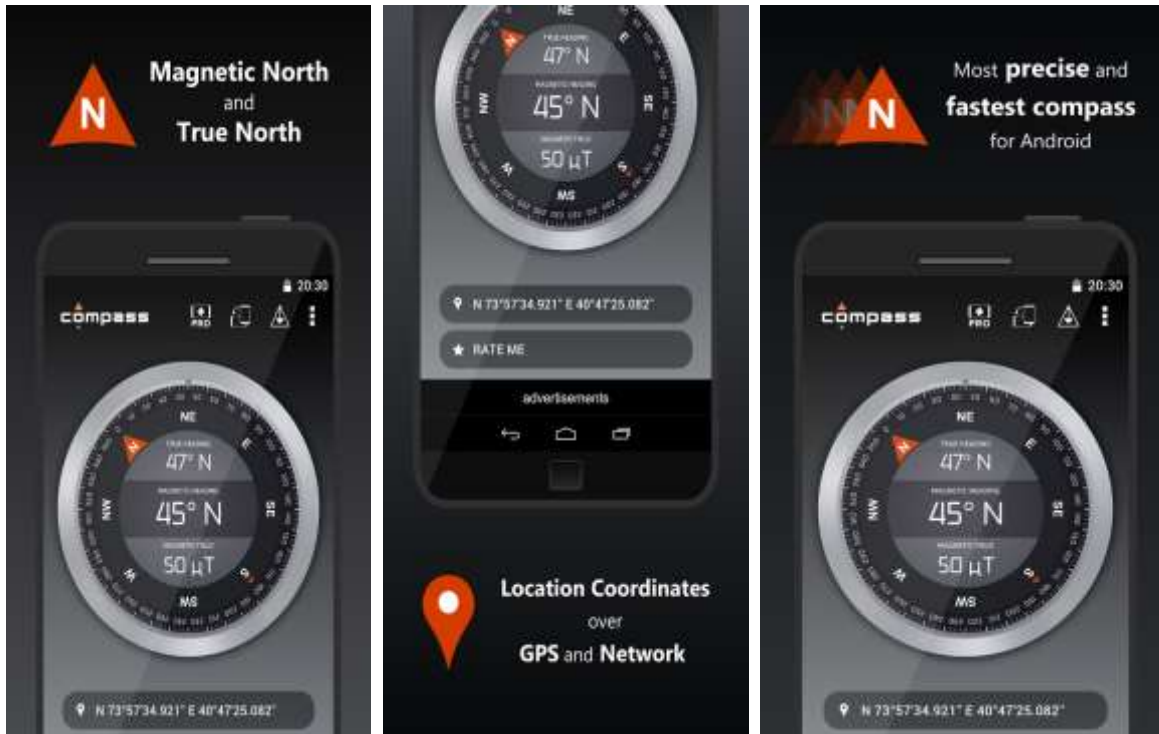 N
Magnetic North
and
True North
20:30
compass
PRO
NE
E
SE
S
SW
W
NW
N
TRUE HEADING
47° N
MAGNETIC HEADING
45° N
MAGNETIC FIELD
50 µT
N 73°57'34.921" E 40°47'25.082"
NE
E
SE
S
SW
W
NW
N
TRUE HEADING
47° N
MAGNETIC HEADING
45° N
MAGNETIC FIELD
50 µT
N 73°57'34.921" E 40°47'25.082"
RATE ME
advertisements
Location Coordinates
over
GPS and Network
N
Most precise and
fastest compass
for Android
20:30
compass
PRO
NE
E
SE
S
SW
W
NW
N
TRUE HEADING
47° N
MAGNETIC HEADING
45° N
MAGNETIC FIELD
50 µT
N 73°57'34.921" E 40°47'25.082"